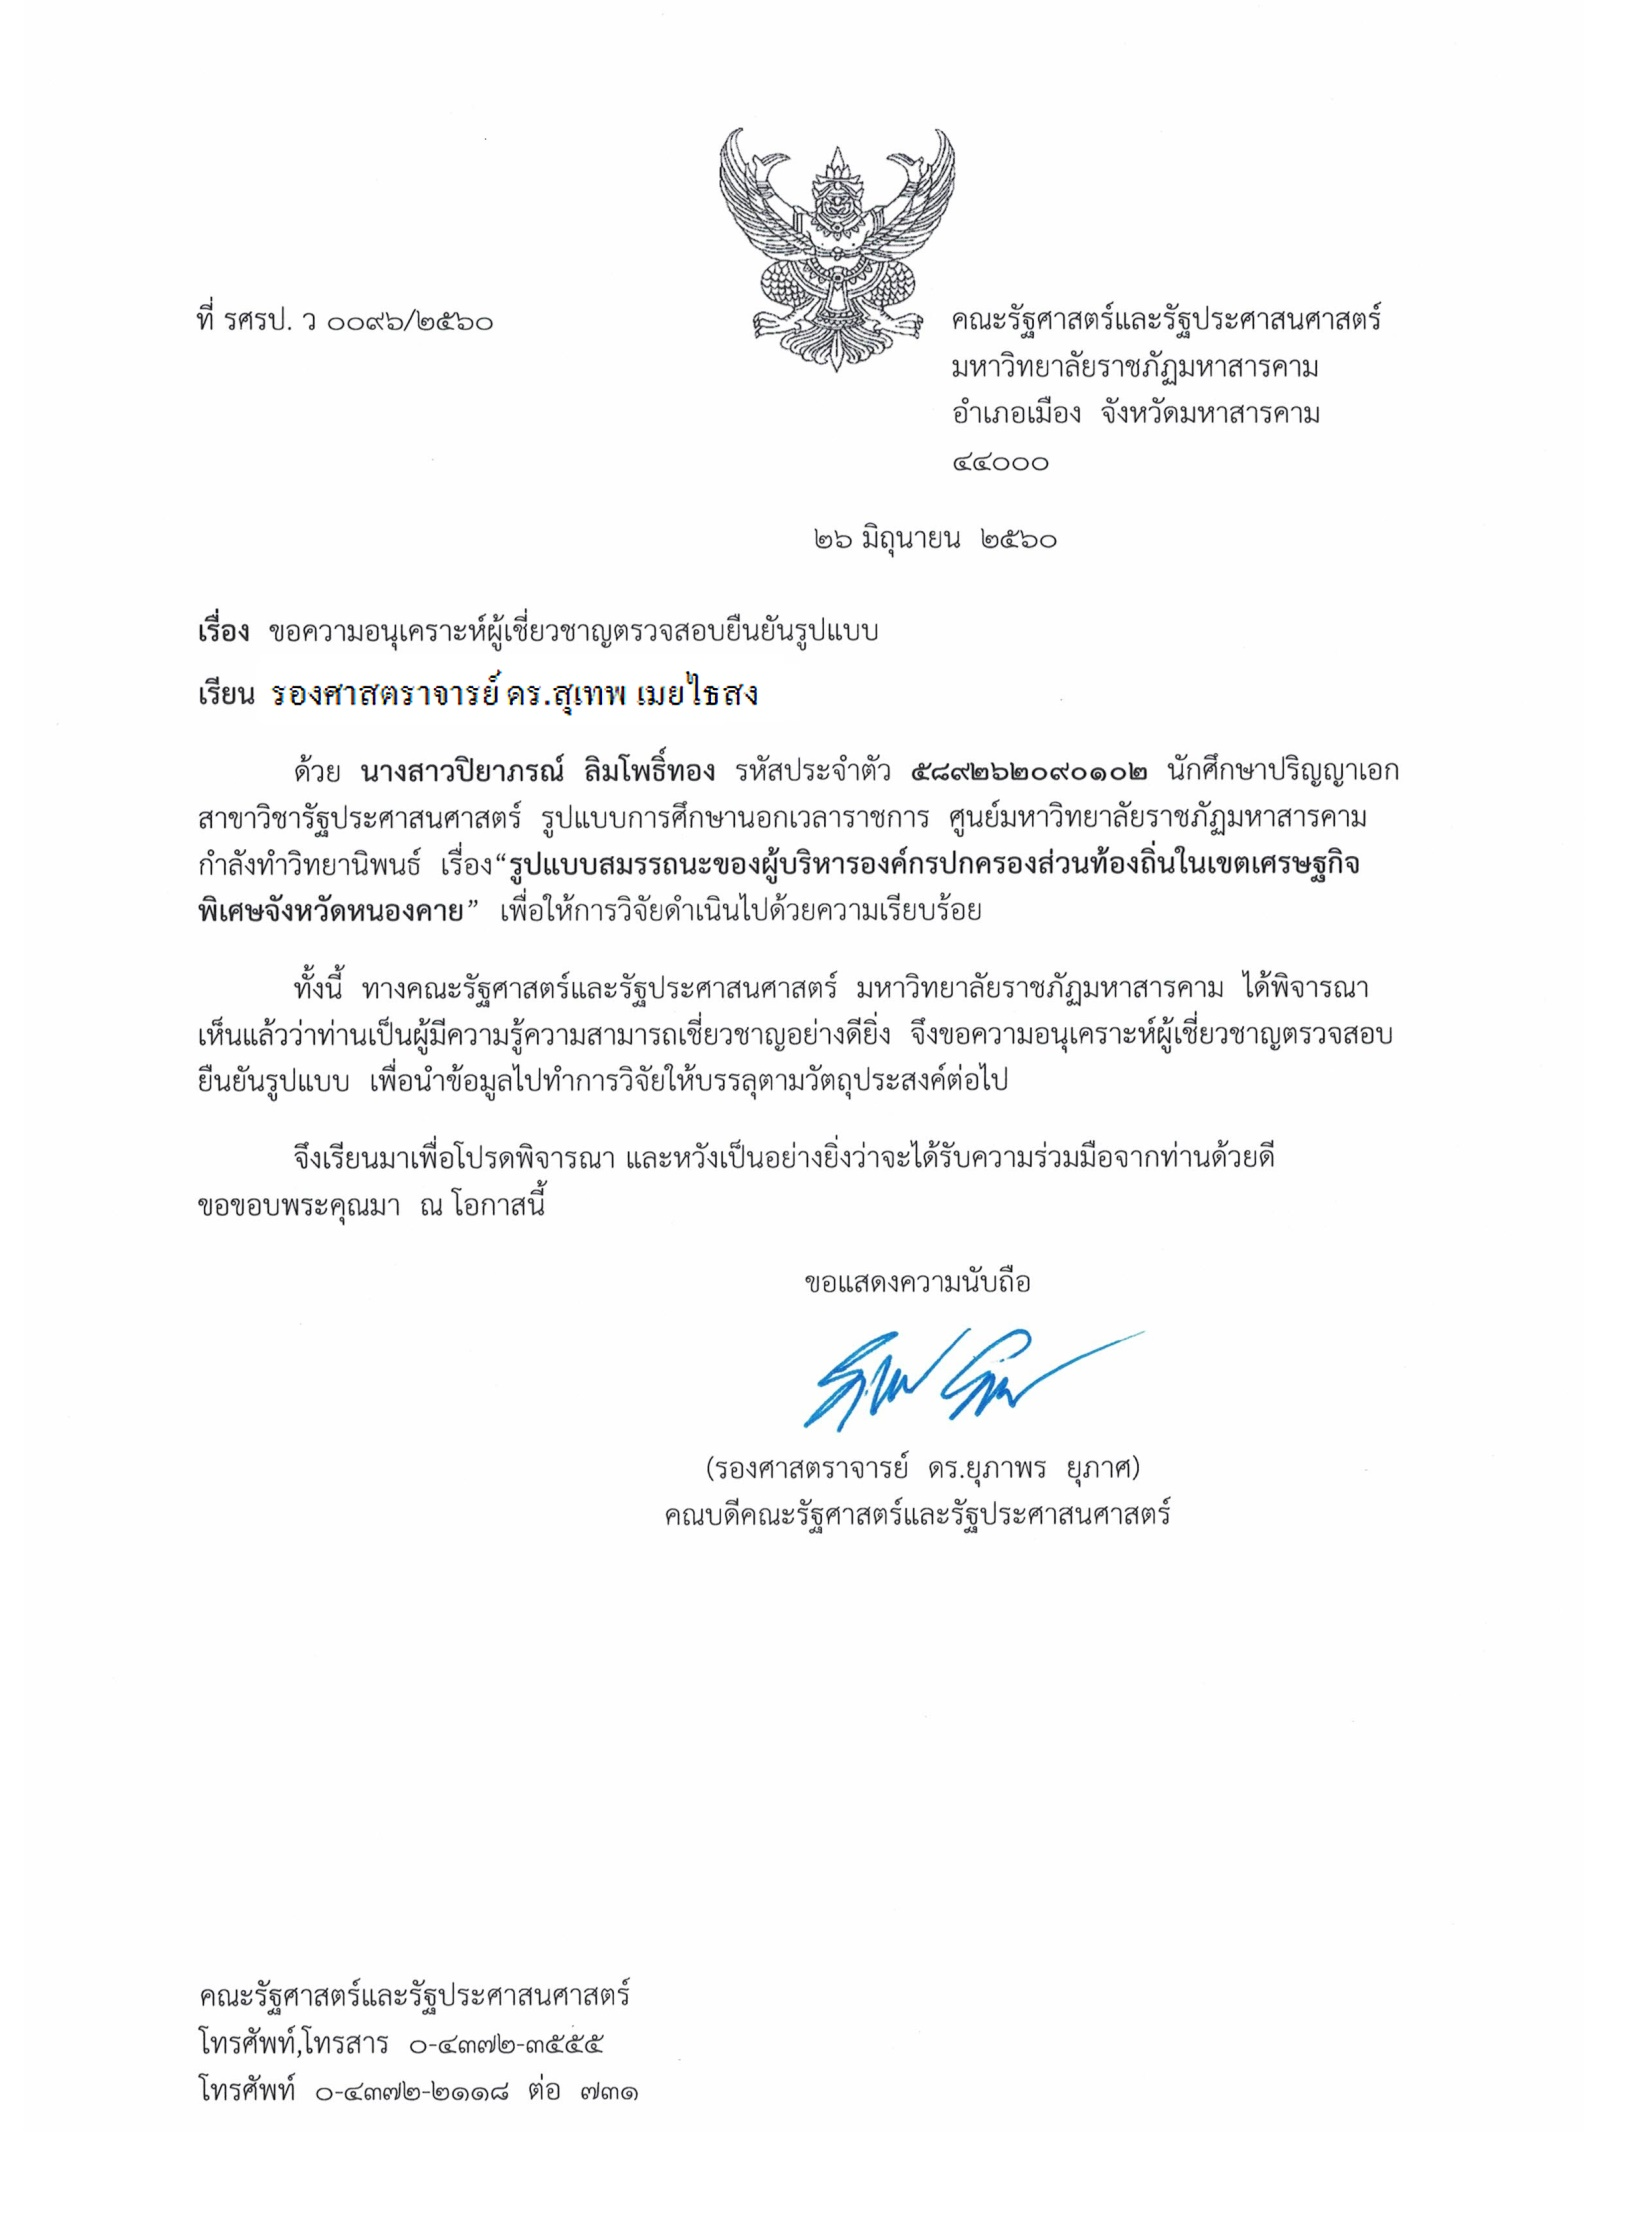 ที่ รศรป. ว ๐๐๙๖/๒๕๖๐
คณะรัฐศาสตร์และรัฐประศาสนศาสตร์
มหาวิทยาลัยราชภัฏมหาสารคาม
อำเภอเมือง จังหวัดมหาสารคาม
๔๔๐๐๐
๒๖ มิถุนายน ๒๕๖๐
เรื่อง ขอความอนุเคราะห์ผู้เชี่ยวชาญตรวจสอบยืนยันรูปแบบ
เรียน รองศาสตราจารย์ ดร.สุเทพ เมยไธสง
ด้วย นางสาวปิยาภรณ์ ลิมโพธิ์ทอง รหัสประจำตัว ๕๘๙๒๖๒๐๙๐๑๐๒ นักศึกษาปริญญาเอก
สาขาวิชารัฐประศาสนศาสตร์ รูปแบบการศึกษานอกเวลาราชการ ศูนย์มหาวิทยาลัยราชภัฏมหาสารคาม
กำลังทำวิทยานิพนธ์ เรื่อง“รูปแบบสมรรถนะของผู้บริหารองค์กรปกครองส่วนท้องถิ่นในเขตเศรษฐกิจ
พิเศษจังหวัดหนองคาย” เพื่อให้การวิจัยดำเนินไปด้วยความเรียบร้อย
ทั้งนี้ ทางคณะรัฐศาสตร์และรัฐประศาสนศาสตร์ มหาวิทยาลัยราชภัฏมหาสารคาม ได้พิจารณา
เห็นแล้วว่าท่านเป็นผู้มีความรู้ความสามารถเชี่ยวชาญอย่างดียิ่ง จึงขอความอนุเคราะห์ผู้เชี่ยวชาญตรวจสอบ
ยืนยันรูปแบบ เพื่อนำข้อมูลไปทำการวิจัยให้บรรลุตามวัตถุประสงค์ต่อไป
จึงเรียนมาเพื่อโปรดพิจารณา และหวังเป็นอย่างยิ่งว่าจะได้รับความร่วมมือจากท่านด้วยดี
ขอขอบพระคุณมา ณ โอกาสนี้
ขอแสดงความนับถือ
(รองศาสตราจารย์ ดร.ยุภาพร ยุภาศ)
คณบดีคณะรัฐศาสตร์และรัฐประศาสนศาสตร์
คณะรัฐศาสตร์และรัฐประศาสนศาสตร์
โทรศัพท์,โทรสาร ๐-๔๓๗๒-๓๕๕๕
โทรศัพท์ ๐-๔๓๗๒-๒๑๑๘ ต่อ ๗๓๑